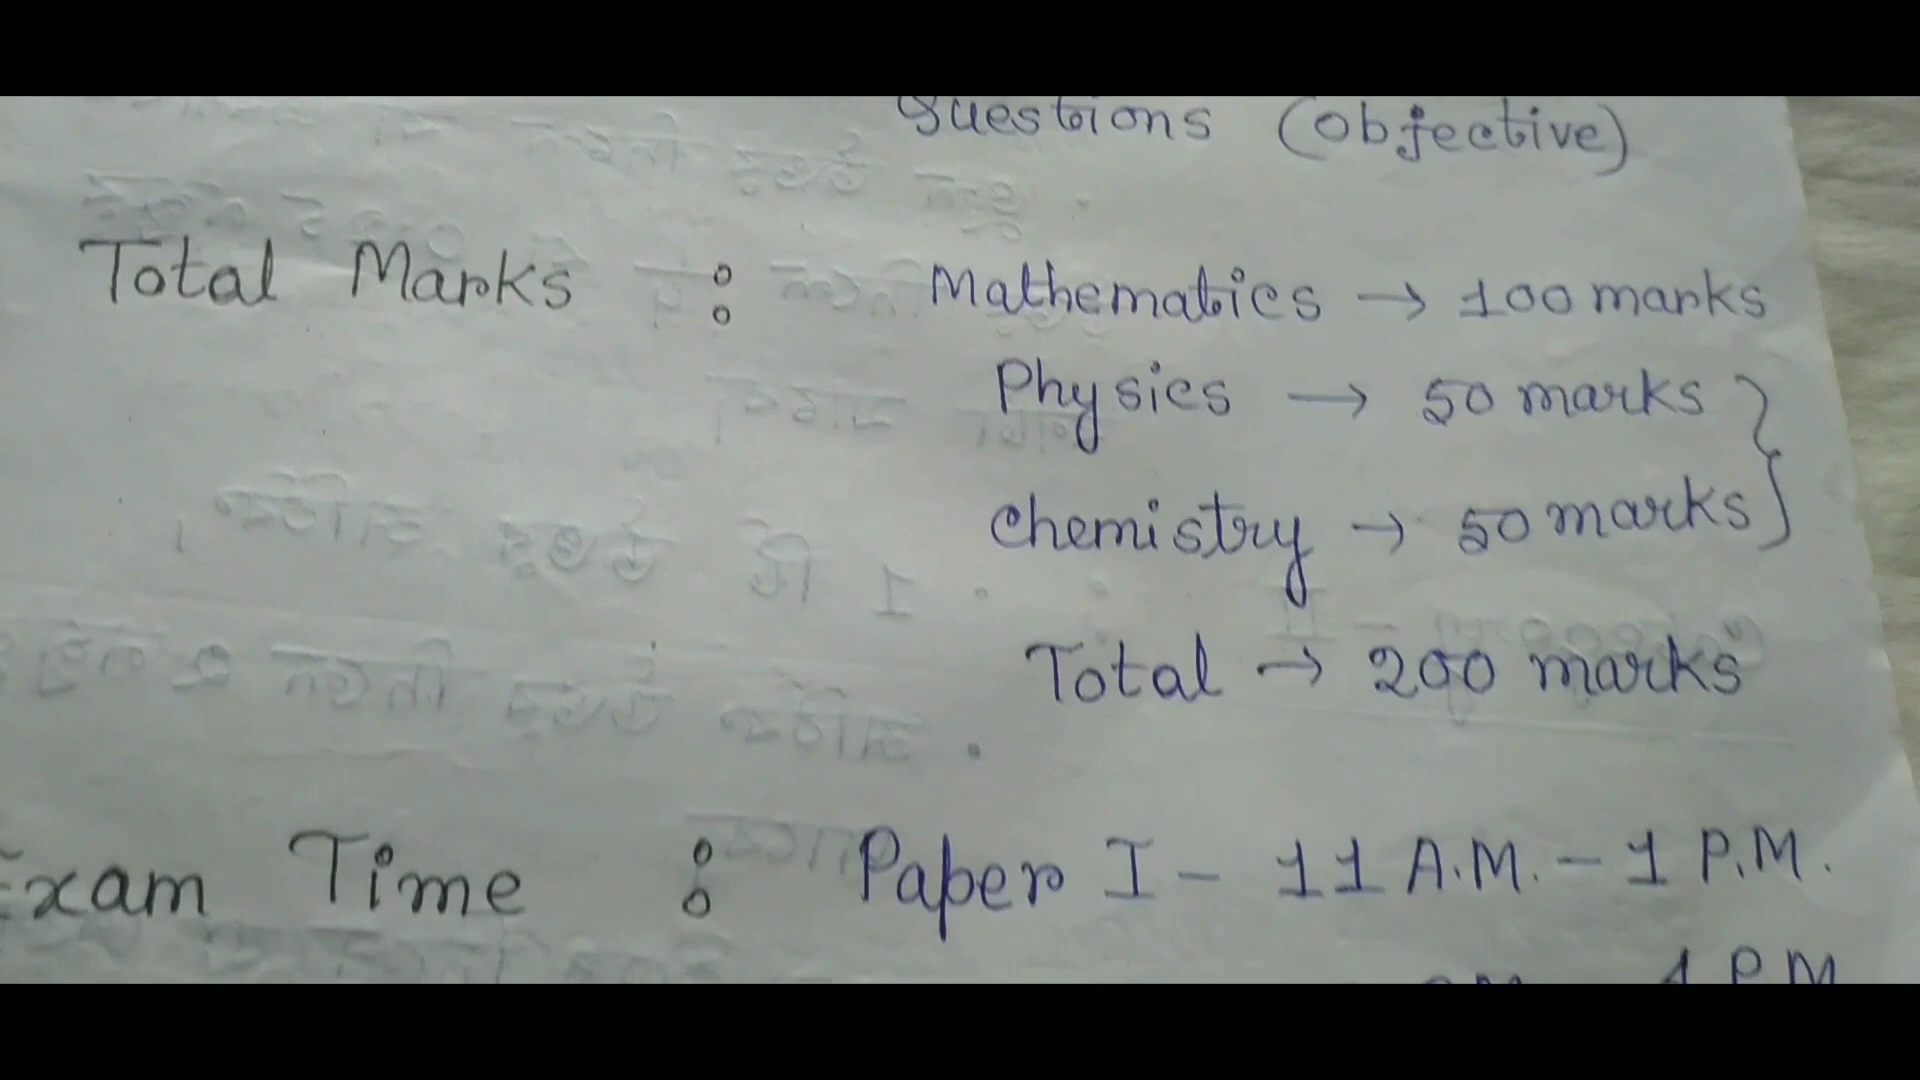 Questions (Objective)
Total Marks : Mathematics → 100 marks
Physics → 50 marks
Chemistry → 50 marks
Total → 200 marks
Exam Time : Paper I - 11 A.M. - 1 P.M.
4 P M